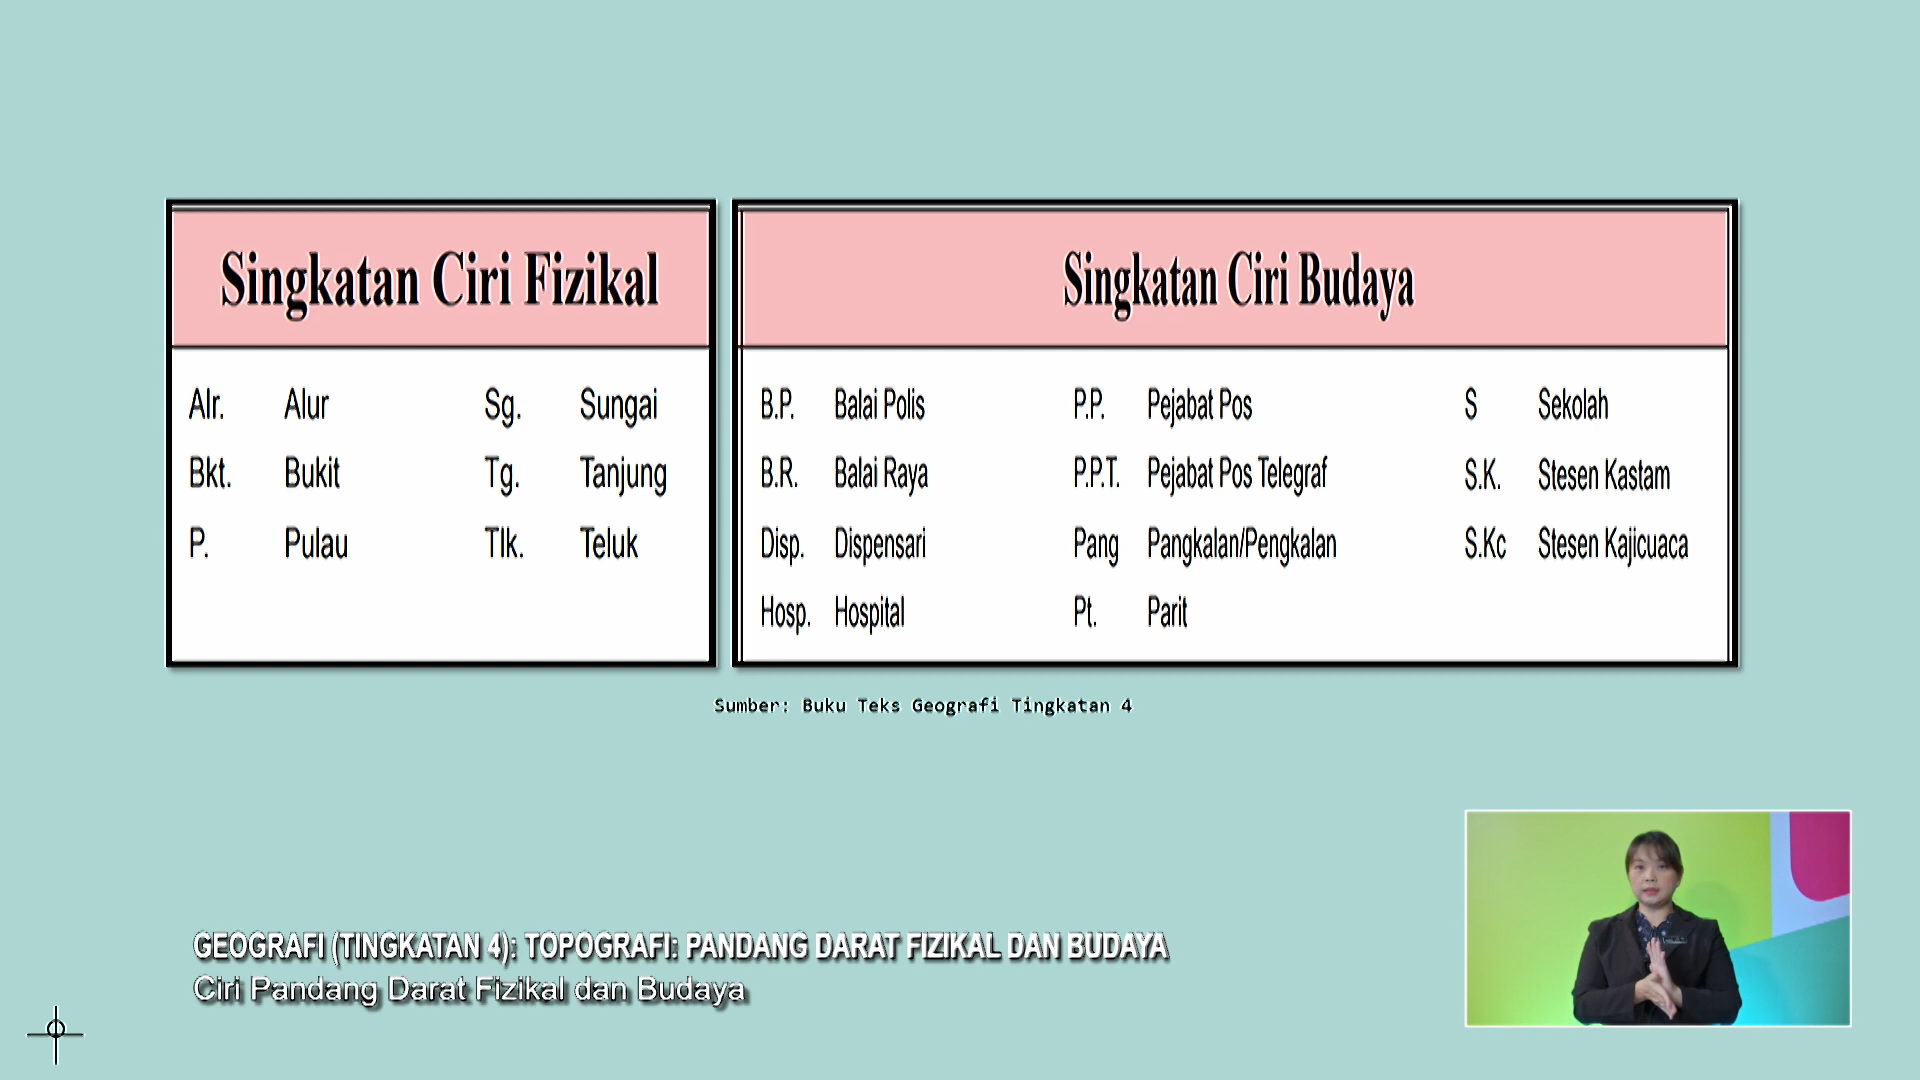 Singkatan Ciri Fizikal
Alr. Alur Sg. Sungai
Bkt. Bukit Tg. Tanjung
P. Pulau Tlk. Teluk
Singkatan Ciri Budaya
B.P. Balai Polis P.P. Pejabat Pos S Sekolah
B.R. Balai Raya P.P.T. Pejabat Pos Telegraf S.K. Stesen Kastam
Disp. Dispensari Pang Pangkalan/Pengkalan S.Kc Stesen Kajicuaca
Hosp. Hospital Pt. Parit
Sumber: Buku Teks Geografi Tingkatan 4
GEOGRAFI (TINGKATAN 4): TOPOGRAFI: PANDANG DARAT FIZIKAL DAN BUDAYA
Ciri Pandang Darat Fizikal dan Budaya